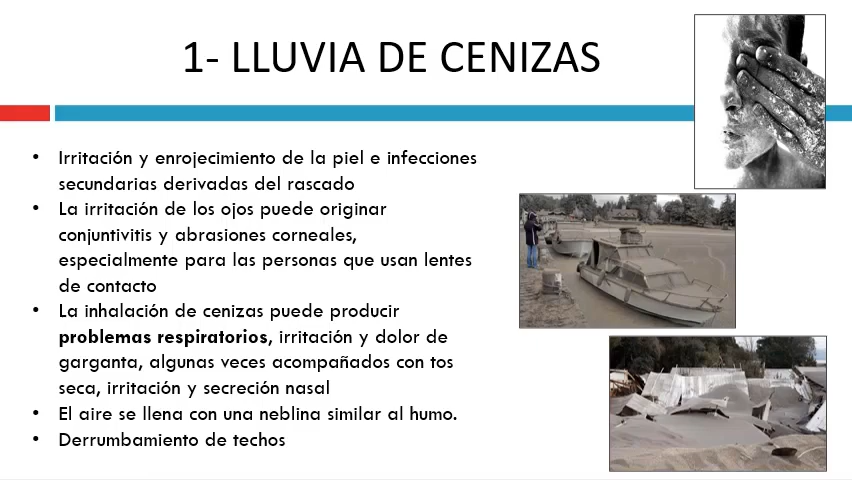 1- LLUVIA DE CENIZAS
• Irritación y enrojecimiento de la piel e infecciones
secundarias derivadas del rascado
• La irritación de los ojos puede originar
conjuntivitis y abrasiones corneales,
especialmente para las personas que usan lentes
de contacto
• La inhalación de cenizas puede producir
problemas respiratorios, irritación y dolor de
garganta, algunas veces acompañados con tos
seca, irritación y secreción nasal
• El aire se llena con una neblina similar al humo.
• Derrumbamiento de techos